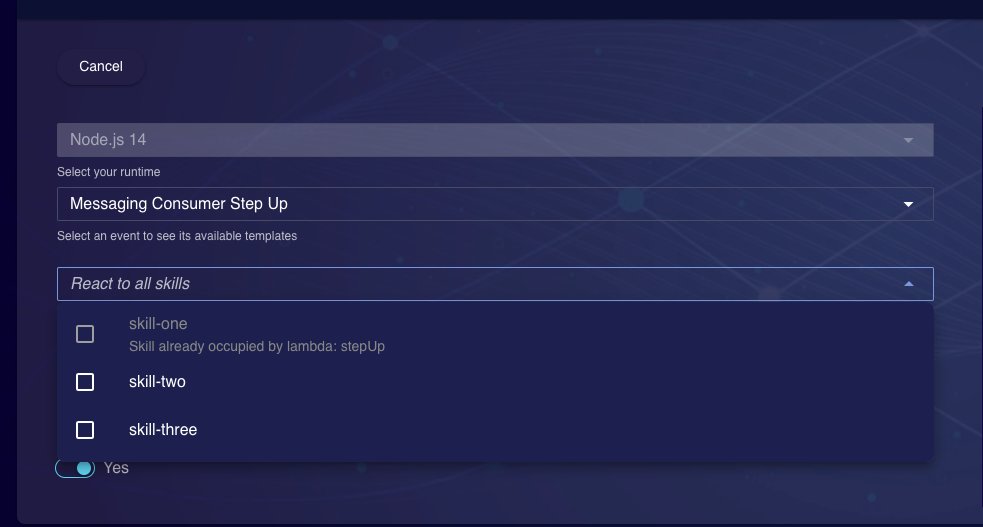 Cancel
Node.js 14
Select your runtime
Messaging Consumer Step Up
Select an event to see its available templates
React to all skills
skill-one
Skill already occupied by lambda: stepUp
skill-two
skill-three
Yes